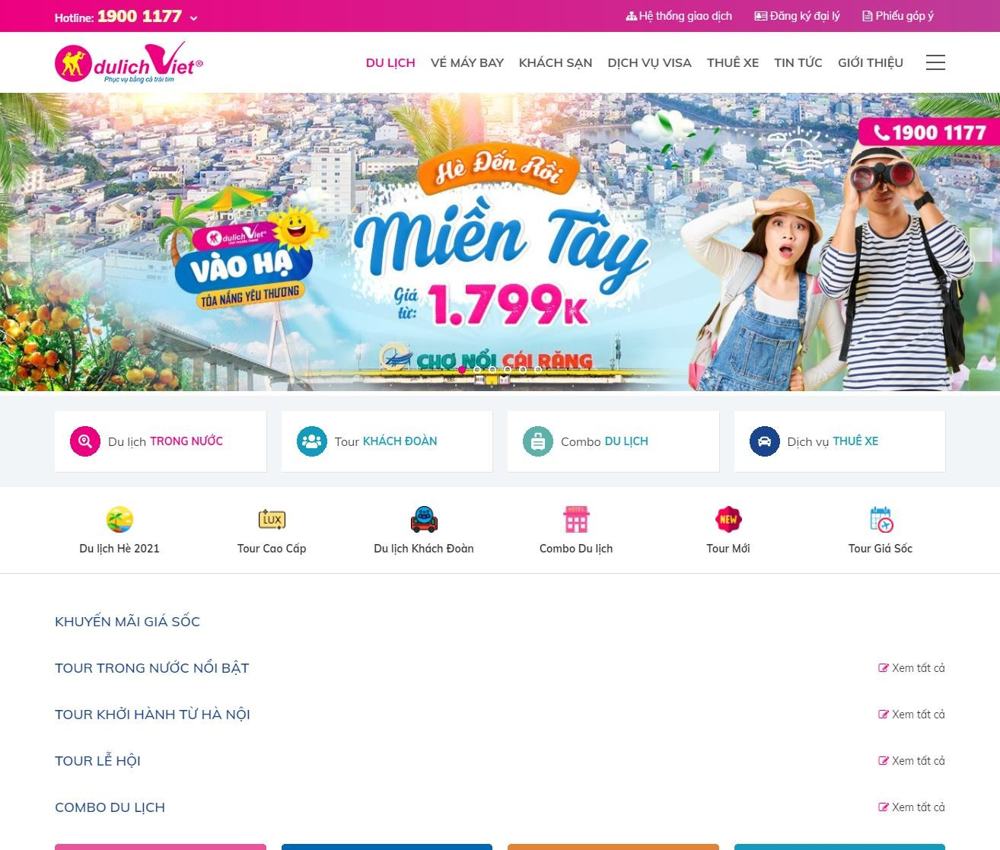 Hotline: 1900 1177
Hệ thống giao dịch
Đăng ký đại lý
Phiếu góp ý
dulichViet®
Phục vụ bằng cả trái tim
DU LỊCH
VÉ MÁY BAY
KHÁCH SẠN
DỊCH VỤ VISA
THUÊ XE
TIN TỨC
GIỚI THIỆU
1900 1177
Hè Đến Rồi
Miền Tây
Giá từ: 1.799K
dulichViet®
VÀO HẠ
TỎA NẮNG YÊU THƯƠNG
CHỢ NỔI CÁI RĂNG
Du lịch TRONG NƯỚC
Tour KHÁCH ĐOÀN
Combo DU LỊCH
Dịch vụ THUÊ XE
LUX
HOTEL
NEW
Du lịch Hè 2021
Tour Cao Cấp
Du lịch Khách Đoàn
Combo Du lịch
Tour Mới
Tour Giá Sốc
KHUYẾN MÃI GIÁ SỐC
TOUR TRONG NƯỚC NỔI BẬT
Xem tất cả
TOUR KHỞI HÀNH TỪ HÀ NỘI
Xem tất cả
TOUR LỄ HỘI
Xem tất cả
COMBO DU LỊCH
Xem tất cả